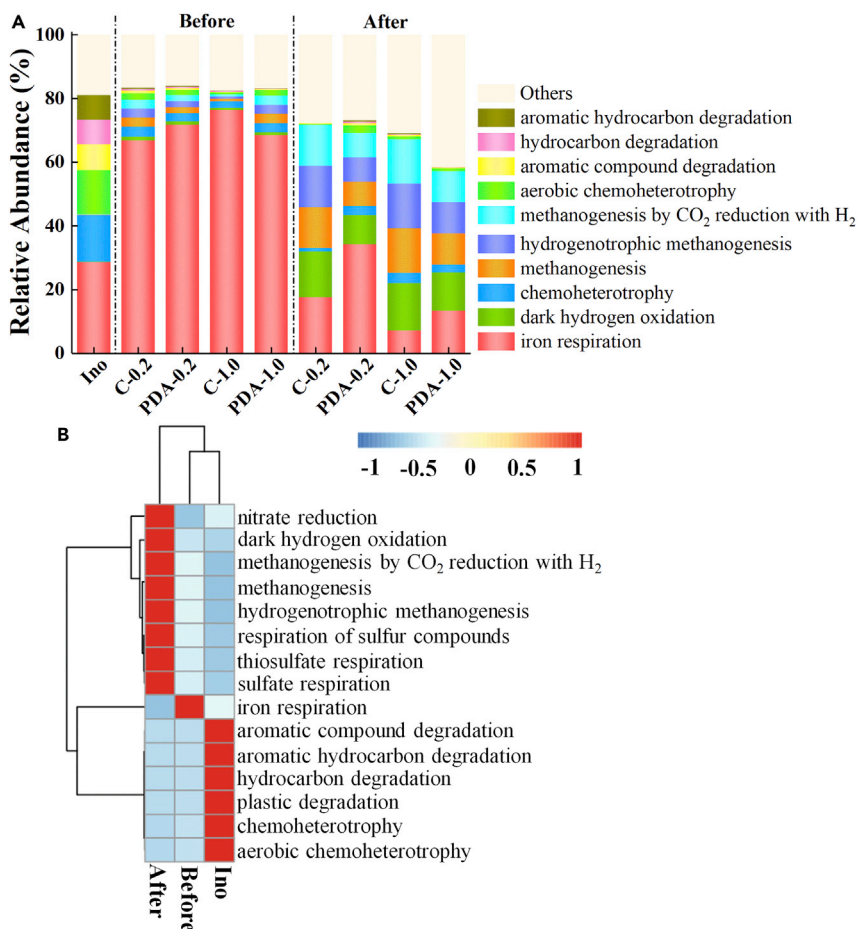 A
Before
After
Relative Abundance (%)
100
80
60
40
20
0
Ino
C-0.2
PDA-0.2
C-1.0
PDA-1.0
C-0.2
PDA-0.2
C-1.0
PDA-1.0
Others
aromatic hydrocarbon degradation
hydrocarbon degradation
aromatic compound degradation
aerobic chemoheterotrophy
methanogenesis by CO₂ reduction with H₂
hydrogenotrophic methanogenesis
methanogenesis
chemoheterotrophy
dark hydrogen oxidation
iron respiration
B
-1 -0.5 0 0.5 1
nitrate reduction
dark hydrogen oxidation
methanogenesis by CO₂ reduction with H₂
methanogenesis
hydrogenotrophic methanogenesis
respiration of sulfur compounds
thiosulfate respiration
sulfate respiration
iron respiration
aromatic compound degradation
aromatic hydrocarbon degradation
hydrocarbon degradation
plastic degradation
chemoheterotrophy
aerobic chemoheterotrophy
After
Before
Ino